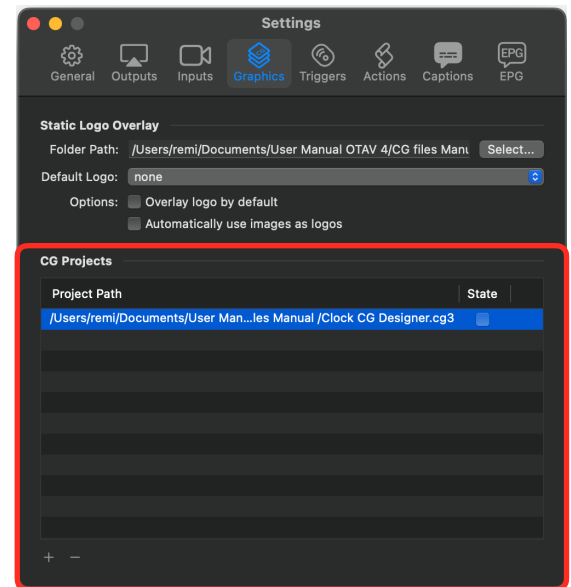 Settings
General Outputs Inputs Graphics Triggers Actions Captions EPG EPG
Static Logo Overlay
Folder Path: /Users/remi/Documents/User Manual OTAV 4/CG files Manu Select...
Default Logo: none
Options: Overlay logo by default
Automatically use images as logos
CG Projects
Project Path State
/Users/remi/Documents/User Man...les Manual /Clock CG Designer.cg3
+ −